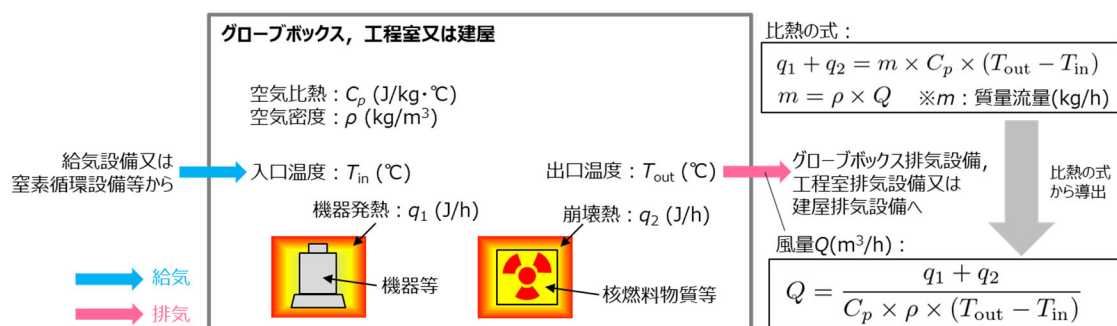 グローブボックス，工程室又は建屋
空気比熱：Cp (J/kg・℃)
空気密度：ρ (kg/m³)
給気設備又は
窒素循環設備等から
入口温度：Tin (℃)
出口温度：Tout (℃)
機器発熱：q1 (J/h)
崩壊熱：q2 (J/h)
機器等
核燃料物質等
給気
排気
グローブボックス排気設備，
工程室排気設備又は
建屋排気設備へ
比熱の式：
q1 + q2 = m × Cp × (Tout − Tin)
m = ρ × Q ※m：質量流量(kg/h)
比熱の式
から導出
風量Q(m³/h)：
Q = (q1 + q2) / (Cp × ρ × (Tout − Tin))